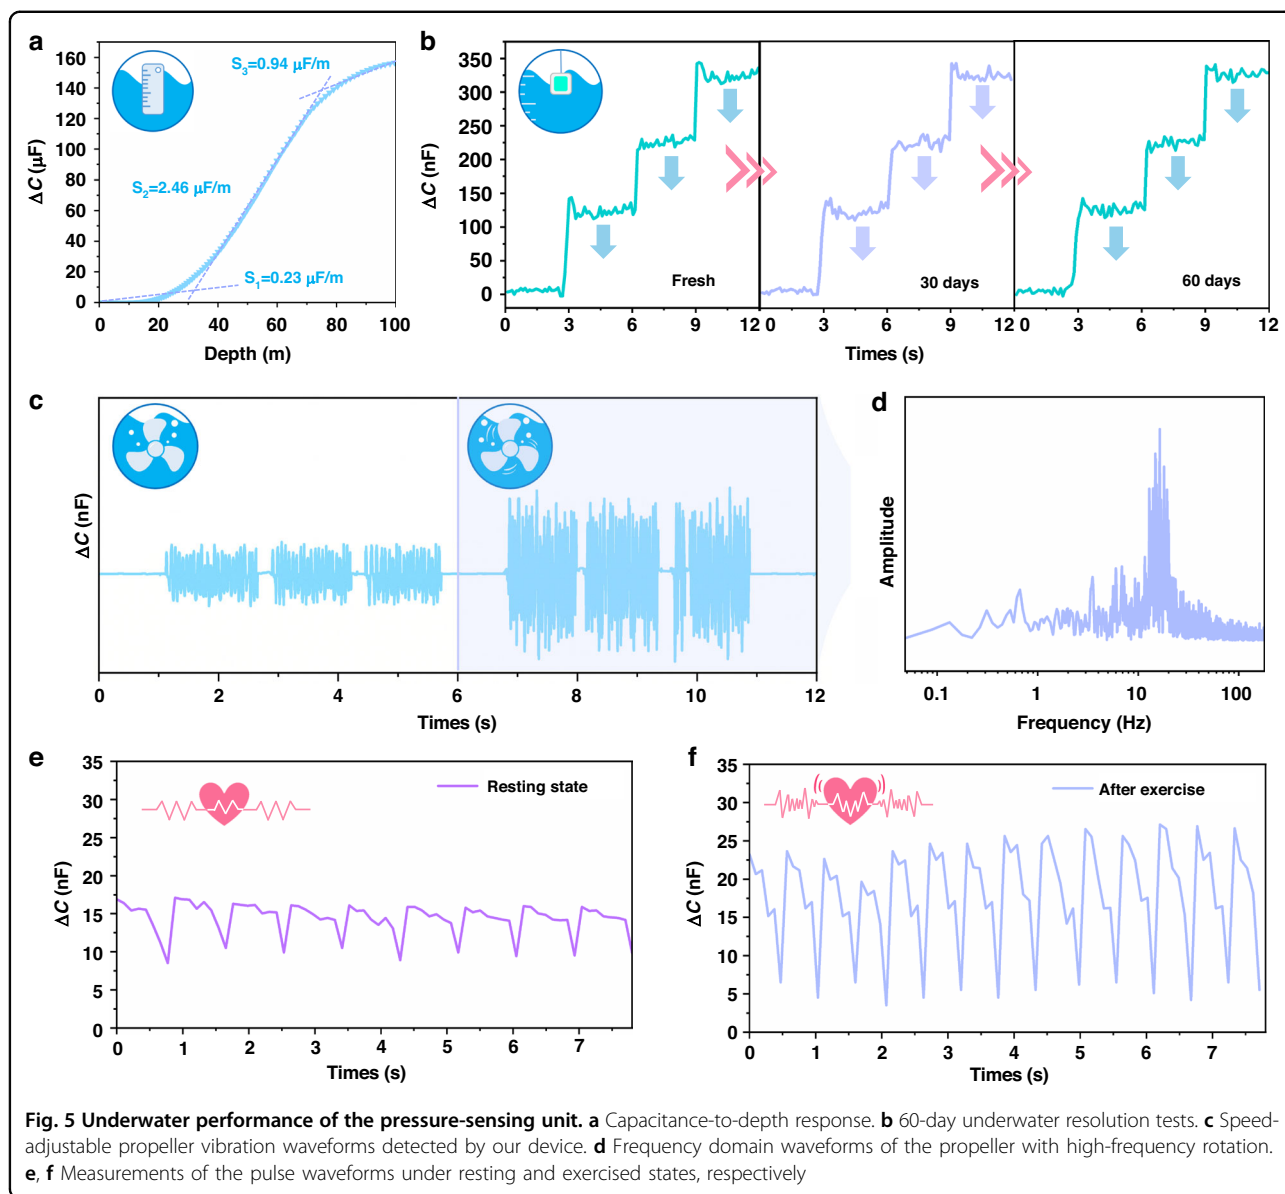 a
160
140
120
100
80
60
40
20
0
ΔC (μF)
S3=0.94 μF/m
S2=2.46 μF/m
S1=0.23 μF/m
0 20 40 60 80 100
Depth (m)
b
350
300
250
200
150
100
50
0
ΔC (nF)
Fresh
30 days
60 days
0 3 6 9 12 0 3 6 9 12 0 3 6 9 12
Times (s)
c
ΔC (nF)
0 2 4 6 8 10 12
Times (s)
d
Amplitude
0.1 1 10 100
Frequency (Hz)
e
35
30
25
20
15
10
5
0
ΔC (nF)
Resting state
0 1 2 3 4 5 6 7
Times (s)
f
35
30
25
20
15
10
5
0
ΔC (nF)
After exercise
0 1 2 3 4 5 6 7
Times (s)
Fig. 5 Underwater performance of the pressure-sensing unit. a Capacitance-to-depth response. b 60-day underwater resolution tests. c Speed-
adjustable propeller vibration waveforms detected by our device. d Frequency domain waveforms of the propeller with high-frequency rotation.
e, f Measurements of the pulse waveforms under resting and exercised states, respectively